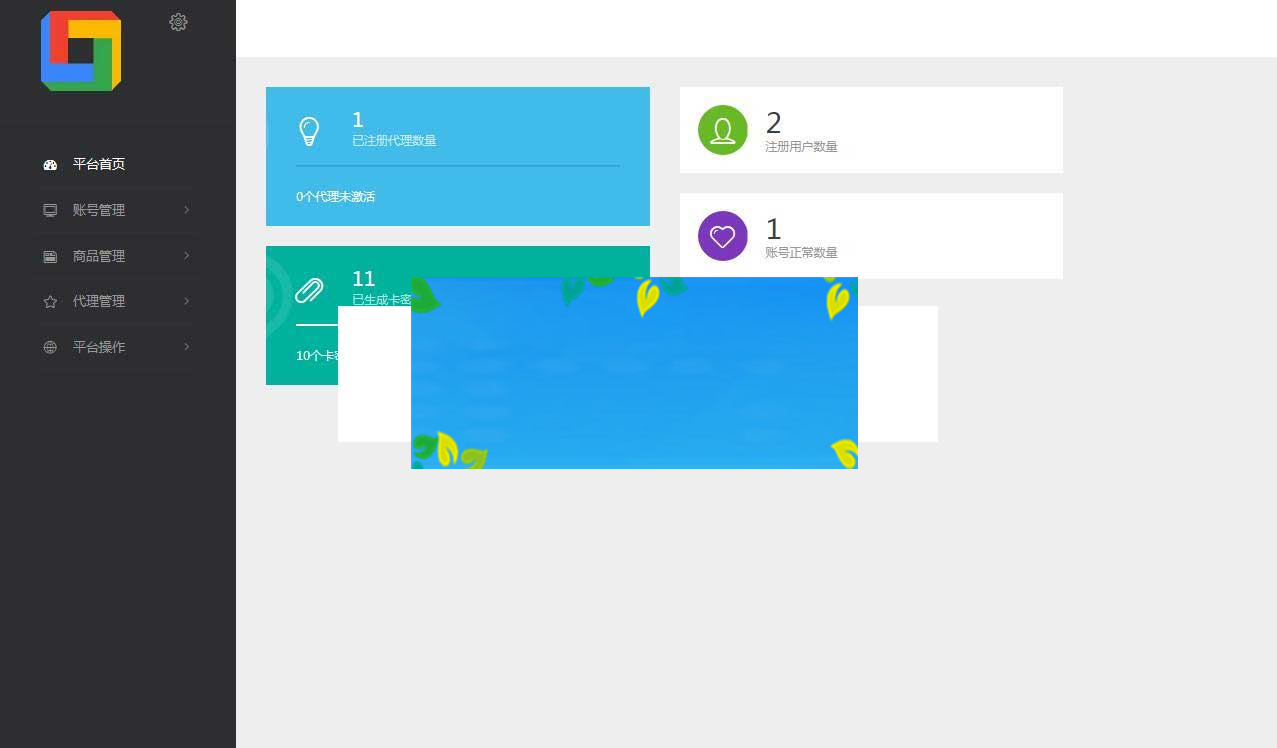 平台首页
账号管理
商品管理
代理管理
平台操作
1
已注册代理数量
0个代理未激活
11
已生成卡密
10个卡
2
注册用户数量
1
账号正常数量